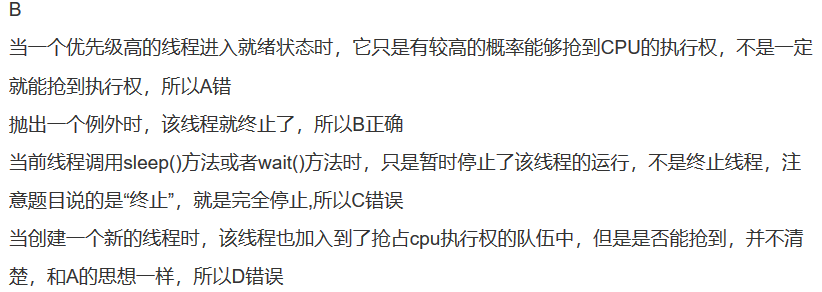 B
当一个优先级高的线程进入就绪状态时，它只是有较高的概率能够抢到CPU的执行权，不是一定
就能抢到执行权，所以A错
抛出一个例外时，该线程就终止了，所以B正确
当前线程调用sleep()方法或者wait()方法时，只是暂时停止了该线程的运行，不是终止线程，注
意题目说的是“终止”，就是完全停止,所以C错误
当创建一个新的线程时，该线程也加入到了抢占cpu执行权的队伍中，但是是否能抢到，并不清
楚，和A的思想一样，所以D错误